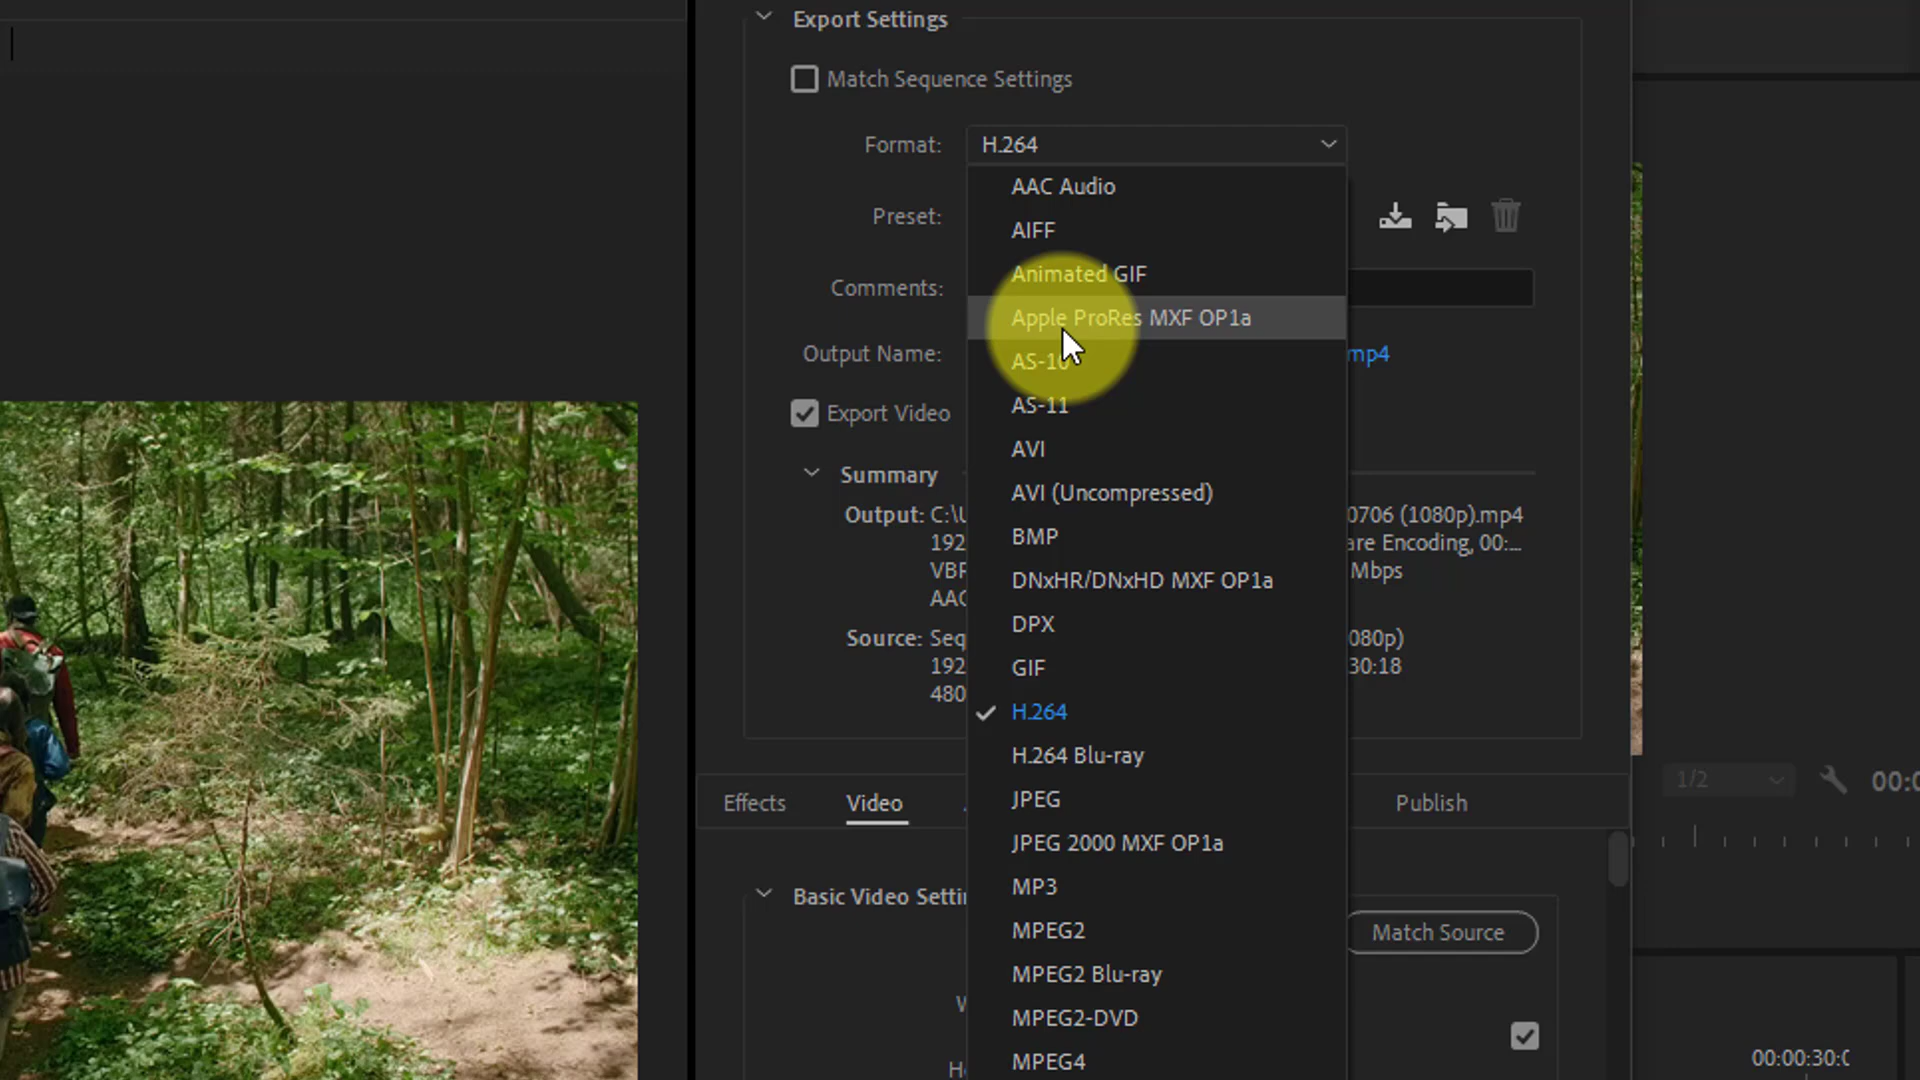 Export Settings
Match Sequence Settings
Format: H.264
AAC Audio
Preset:
AIFF
Animated GIF
Comments:
Apple ProRes MXF OP1a
Output Name: mp4
AS-10
AS-11
Export Video
AVI
Summary
AVI (Uncompressed)
Output: C:\U 0706 (1080p).mp4
BMP
192 are Encoding, 00:...
VBR Mbps
DNxHR/DNxHD MXF OP1a
AAC
DPX
Source: Seq 080p)
192 30:18
GIF
480
H.264
H.264 Blu-ray
1/2 00:0
Effects Video Publish
JPEG
JPEG 2000 MXF OP1a
MP3
Basic Video Setti
MPEG2 Match Source
MPEG2 Blu-ray
MPEG2-DVD
MPEG4
00:00:30:0